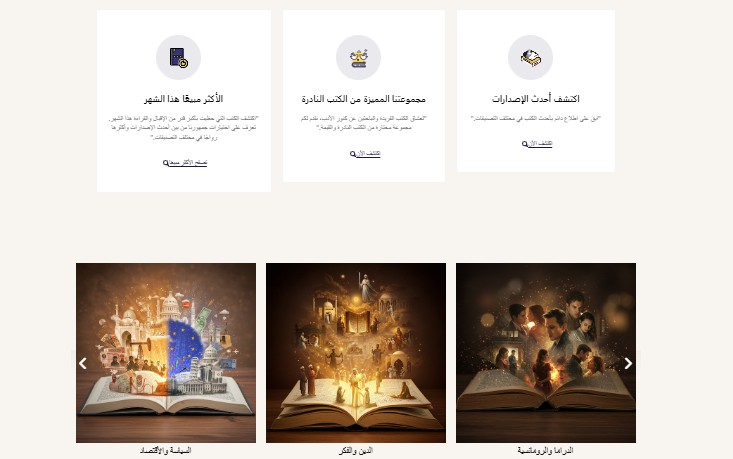 اكتشف أحدث الإصدارات
"ابق على اطلاع دائم بأحدث الكتب في مختلف التصنيفات."
اكتشف الآن
مجموعتنا المميزة من الكتب النادرة
"لعشاق الكتب الفريدة والباحثين عن كنوز الأدب، نقدم لكم
مجموعة مختارة من الكتب النادرة والقيمة."
اكتشف الآن
الأكثر مبيعًا هذا الشهر
"اكتشف الكتب التي حظيت بأكبر قدر من الإقبال والقراءة هذا الشهر.
تعرف على اختيارات جمهورنا من بين أحدث الإصدارات وأكثرها
رواجًا في مختلف التصنيفات."
تصفح الأكثر مبيعا
الدراما والرومانسية
الدين والفكر
السياسة والاقتصاد